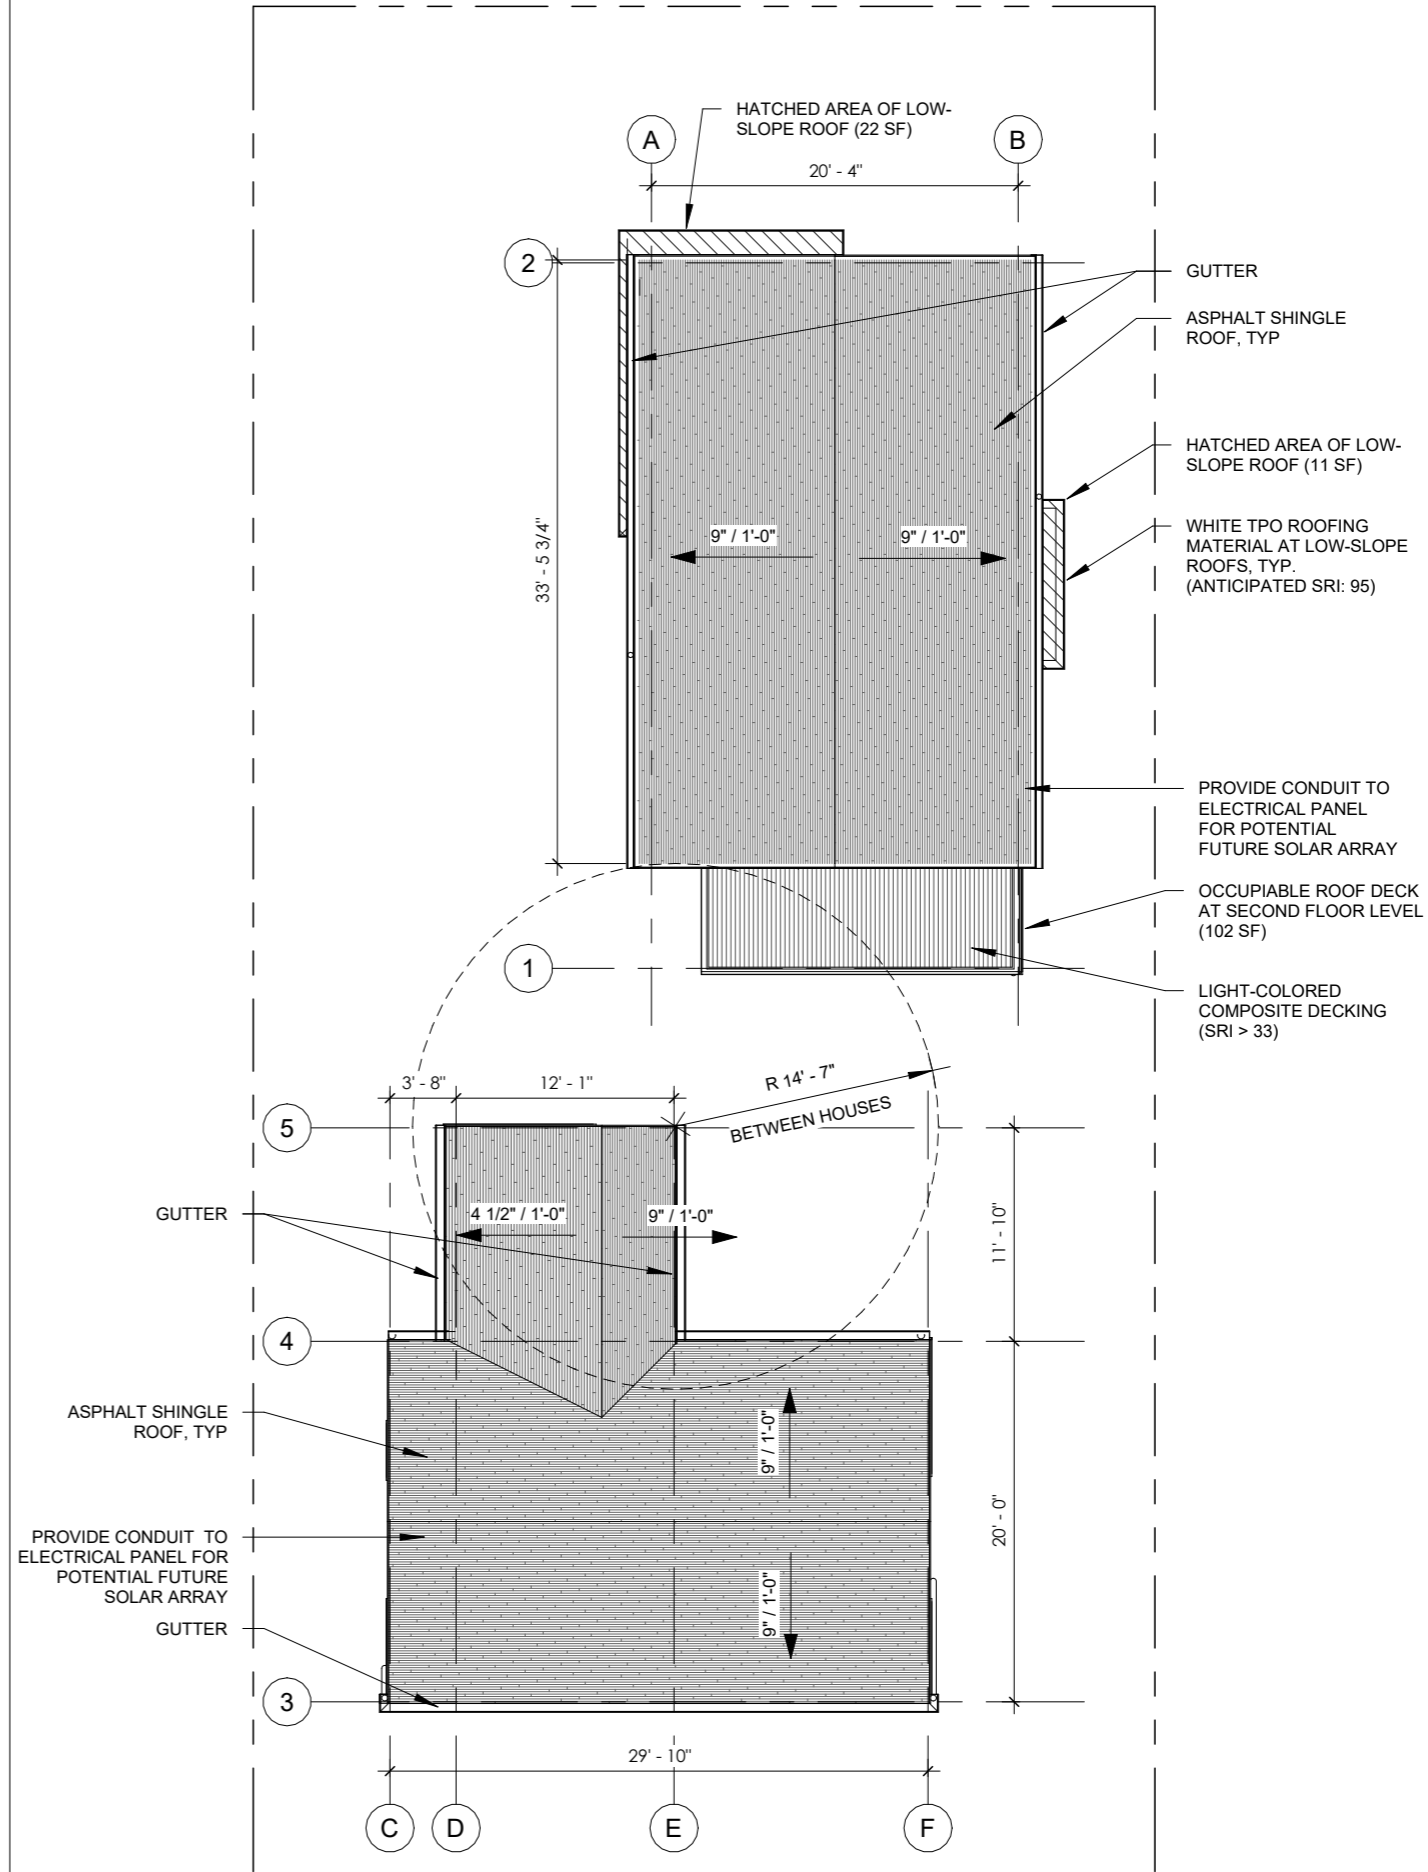 HATCHED AREA OF LOW-
SLOPE ROOF (22 SF)
A
B
20' - 4"
2
GUTTER
ASPHALT SHINGLE
ROOF, TYP
HATCHED AREA OF LOW-
SLOPE ROOF (11 SF)
WHITE TPO ROOFING
MATERIAL AT LOW-SLOPE
ROOFS, TYP.
(ANTICIPATED SRI: 95)
9" / 1'-0"
9" / 1'-0"
33' - 5 3/4"
PROVIDE CONDUIT TO
ELECTRICAL PANEL
FOR POTENTIAL
FUTURE SOLAR ARRAY
OCCUPIABLE ROOF DECK
AT SECOND FLOOR LEVEL
(102 SF)
1
LIGHT-COLORED
COMPOSITE DECKING
(SRI > 33)
3' - 8"
12' - 1"
R 14' - 7"
BETWEEN HOUSES
5
GUTTER
4 1/2" / 1'-0"
9" / 1'-0"
11' - 10"
4
ASPHALT SHINGLE
ROOF, TYP
9" / 1'-0"
20' - 0"
PROVIDE CONDUIT TO
ELECTRICAL PANEL FOR
POTENTIAL FUTURE
SOLAR ARRAY
9" / 1'-0"
GUTTER
3
29' - 10"
C
D
E
F